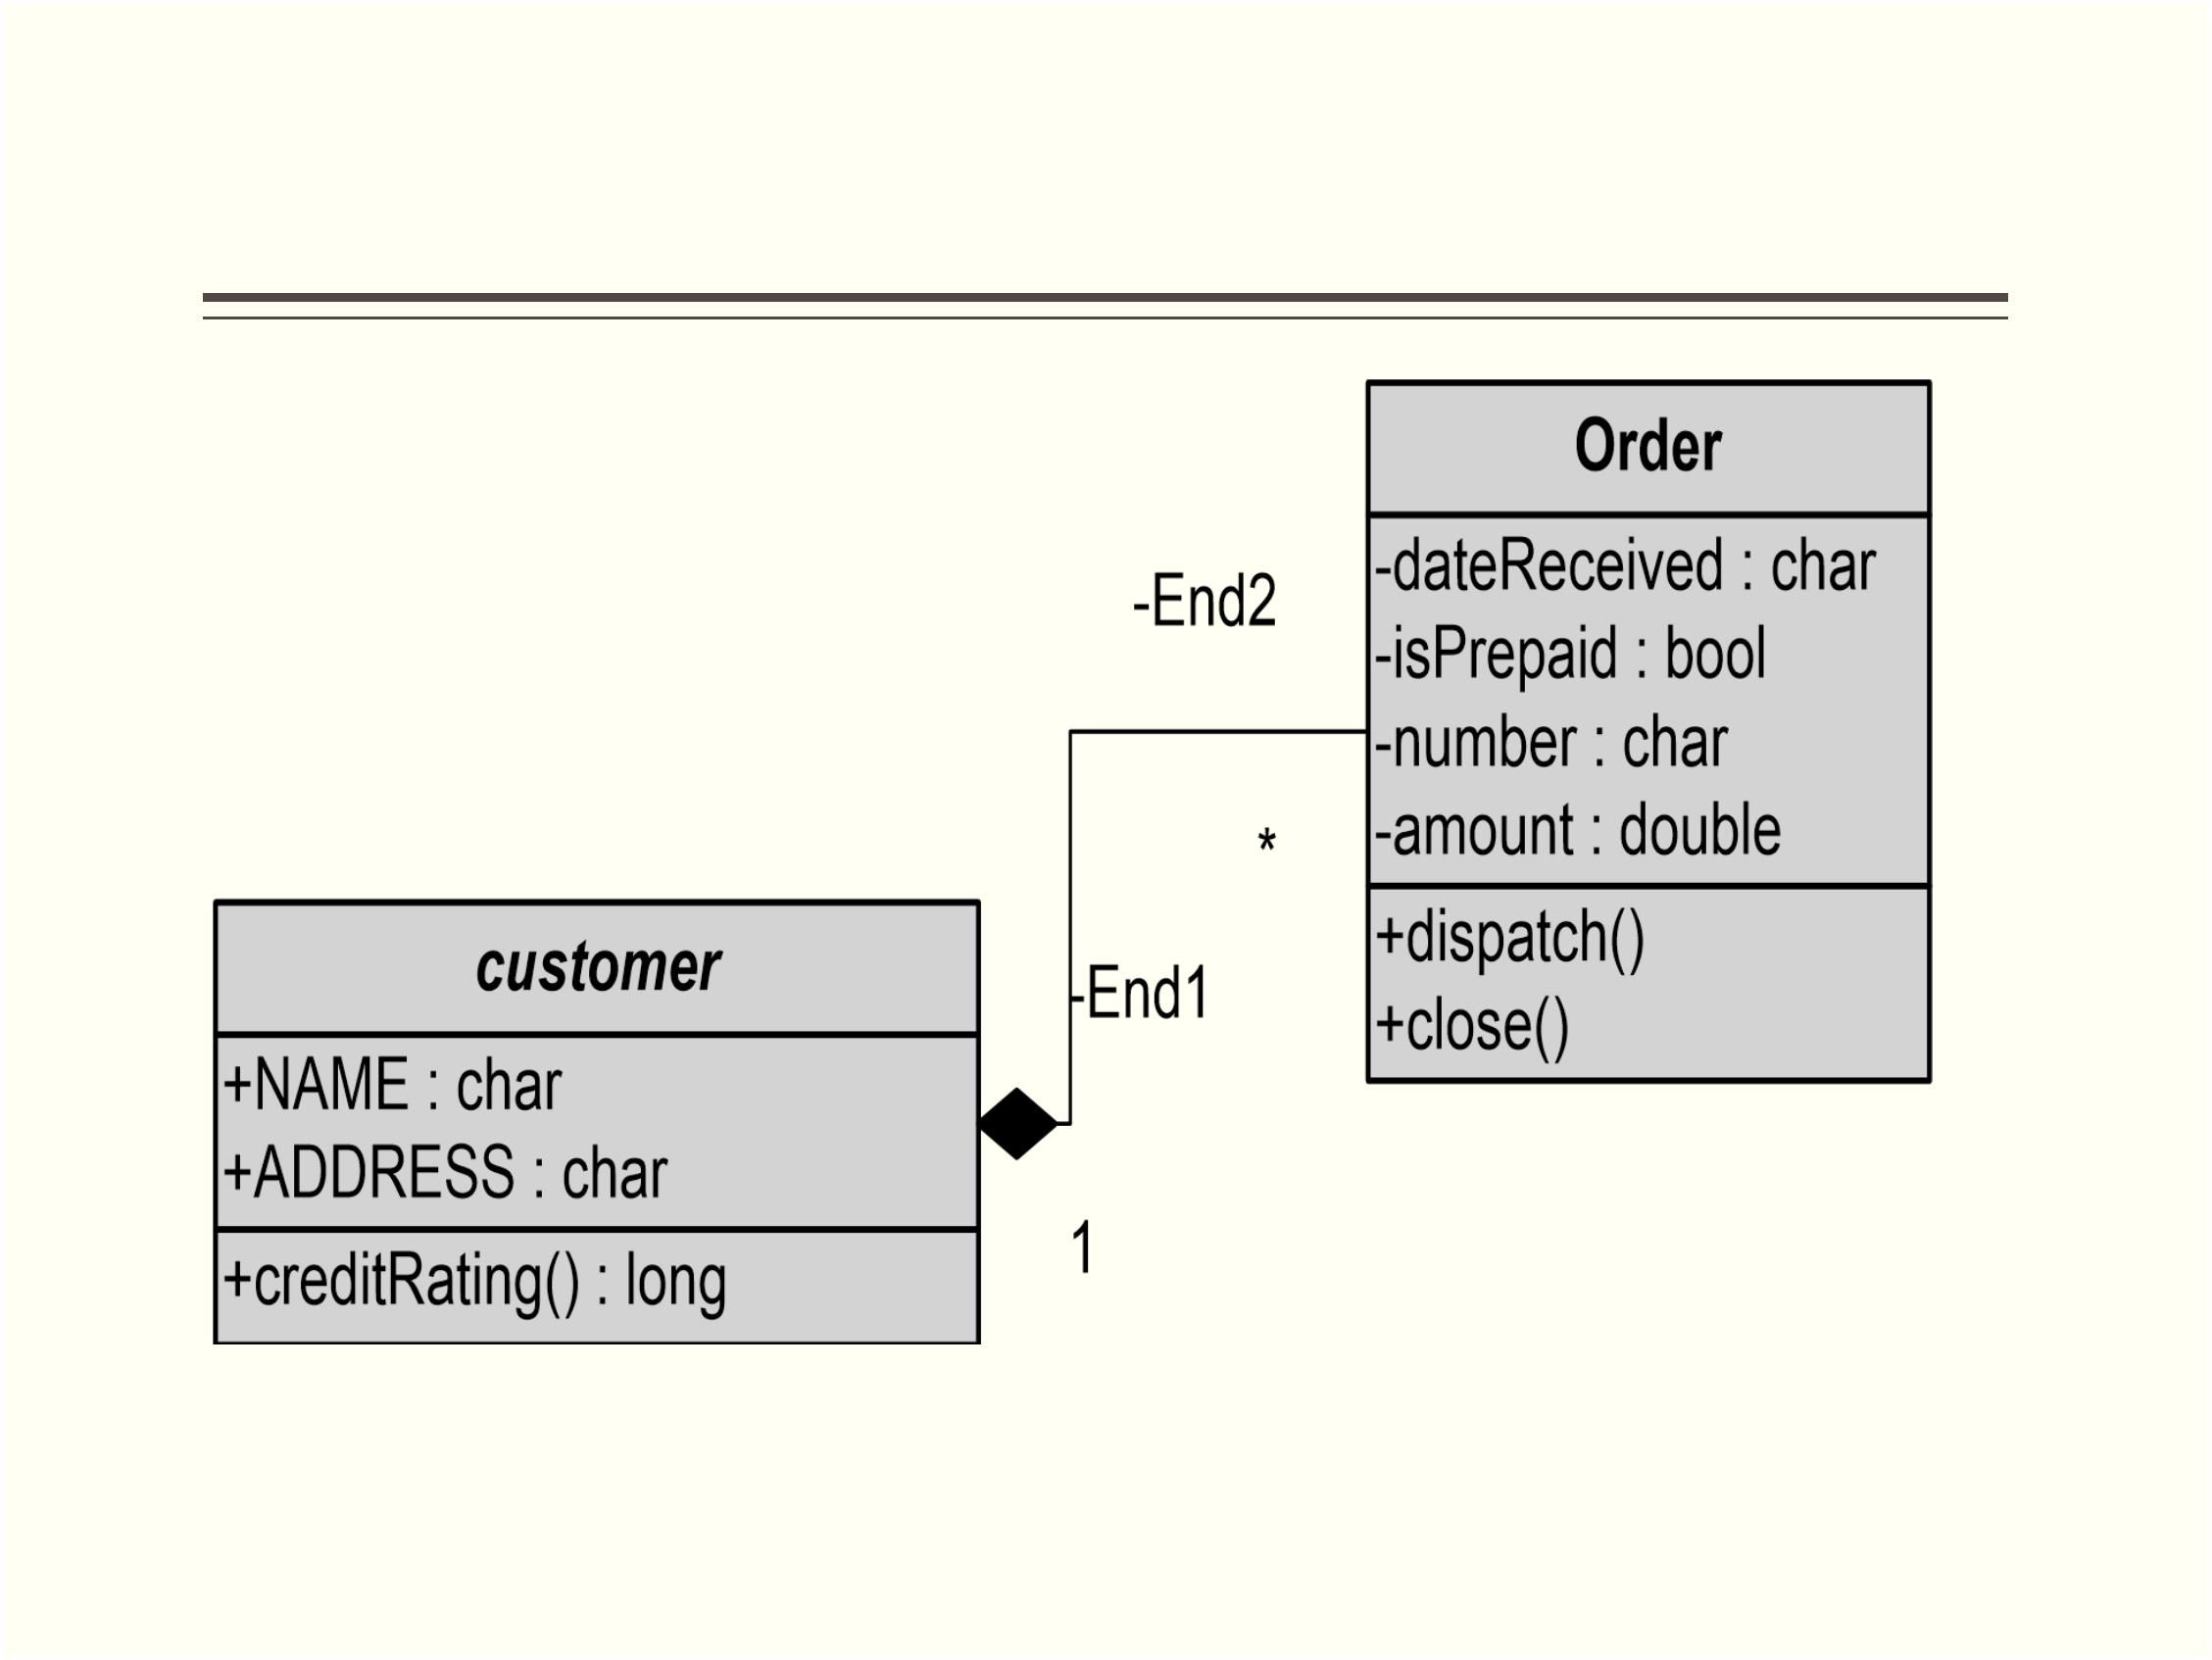 Order
-dateReceived : char
-isPrepaid : bool
-number : char
-amount : double
+dispatch()
+close()
-End2
*
-End1
1
customer
+NAME : char
+ADDRESS : char
+creditRating() : long